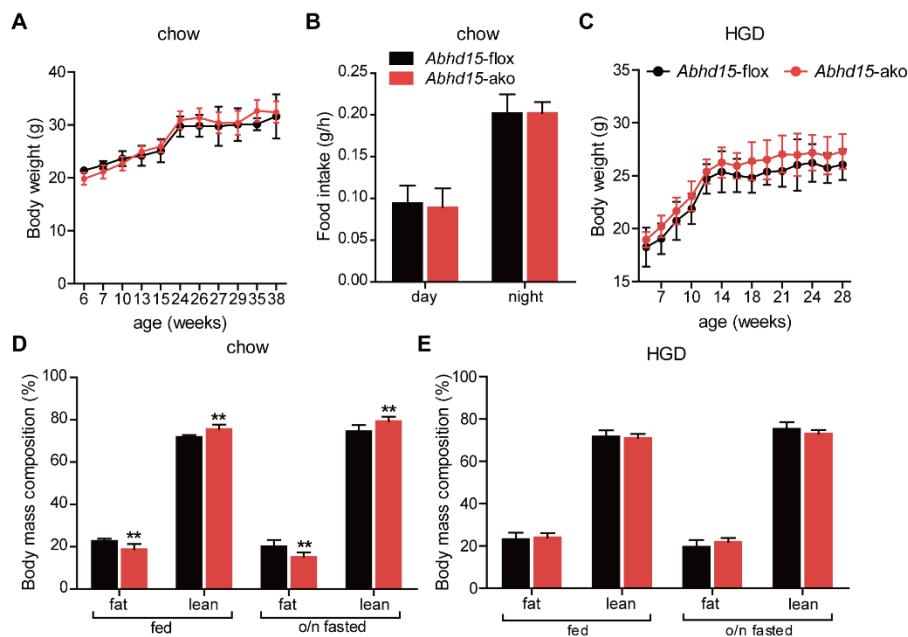 A
chow
Body weight (g)
40
30
20
10
0
6 7 10 13 15 24 26 27 29 35 38
age (weeks)
B
chow
Abhd15-flox
Abhd15-ako
Food intake (g/h)
0.25
0.20
0.15
0.10
0.05
0.00
day night
C
HGD
Abhd15-flox Abhd15-ako
Body weight (g)
35
25
15
7 10 14 18 21 24 28
age (weeks)
D
chow
Body mass composition (%)
100
80
60
40
20
0
** ** ** **
fat lean fat lean
fed o/n fasted
E
HGD
Body mass composition (%)
100
80
60
40
20
0
fat lean fat lean
fed o/n fasted